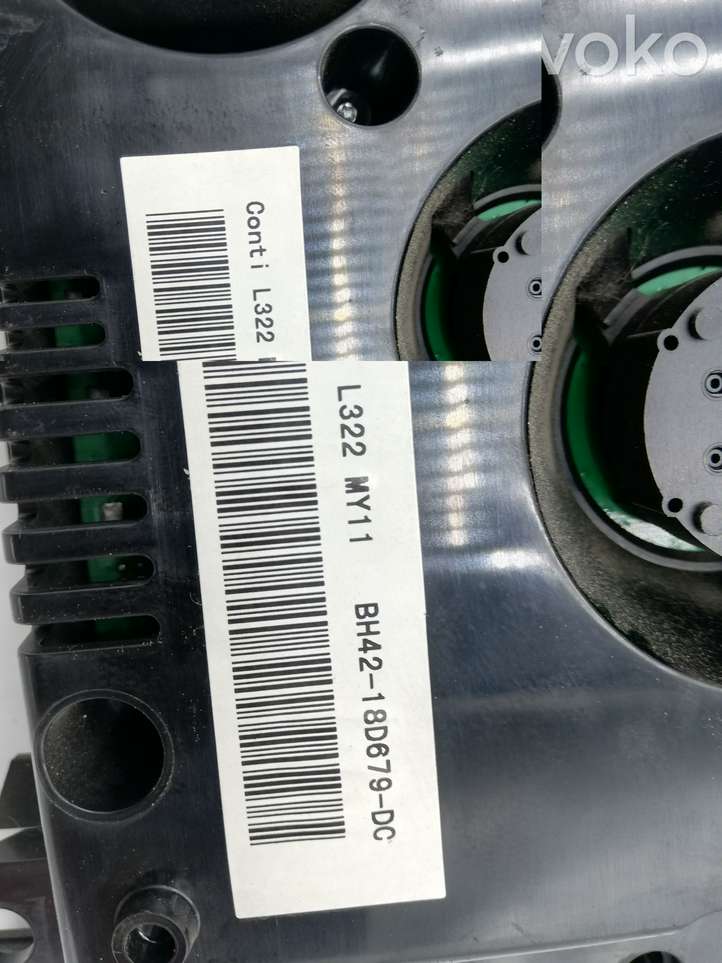 voko
Conti L322
L322 MY11 BH42-18D679-DC